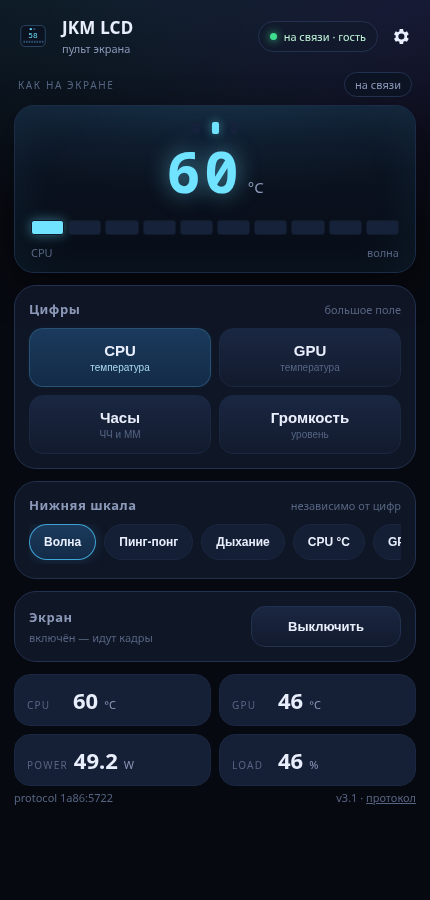 58
JKM LCD
пульт экрана
на связи · гость
КАК НА ЭКРАНЕ
на связи
60 °C
CPU
волна
Цифры
большое поле
CPU
температура
GPU
температура
Часы
ЧЧ и ММ
Громкость
уровень
Нижняя шкала
независимо от цифр
Волна
Пинг-понг
Дыхание
CPU °C
GP
Экран
включён — идут кадры
Выключить
CPU 60 °C
GPU 46 °C
POWER 49.2 W
LOAD 46 %
protocol 1a86:5722
v3.1 · протокол